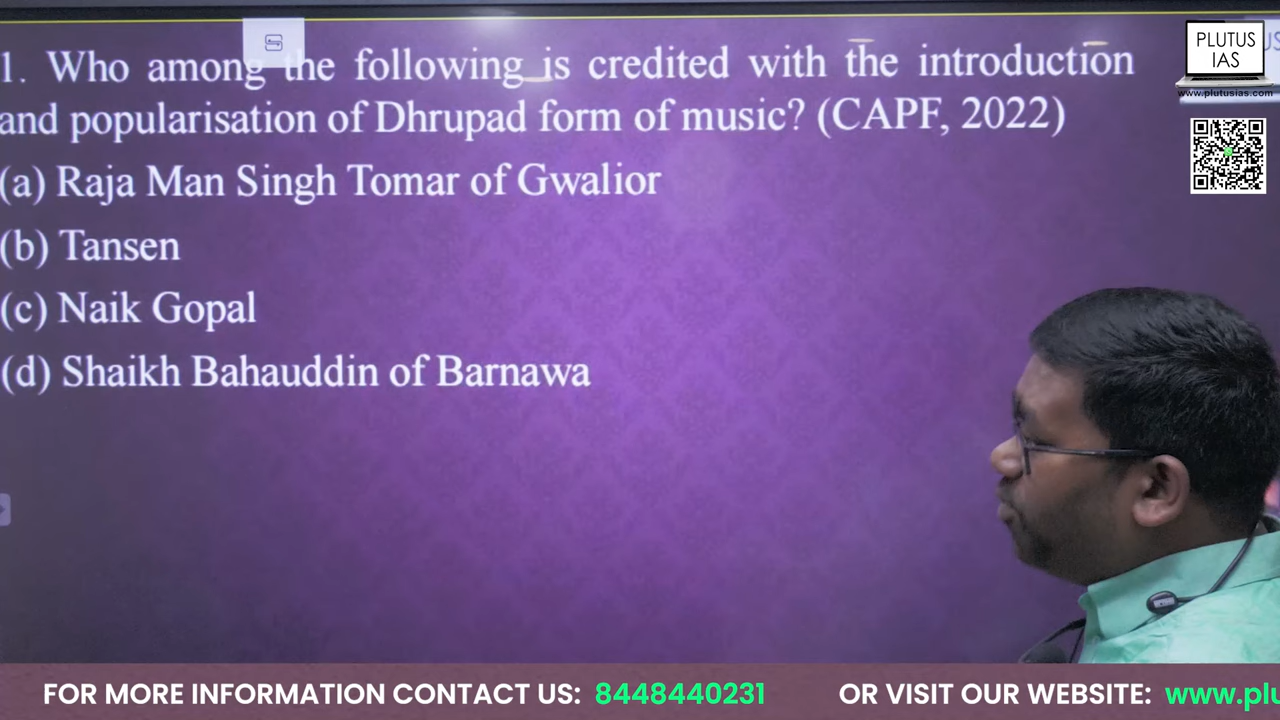 1. Who among the following is credited with the introduction
and popularisation of Dhrupad form of music? (CAPF, 2022)
(a) Raja Man Singh Tomar of Gwalior
(b) Tansen
(c) Naik Gopal
(d) Shaikh Bahauddin of Barnawa
PLUTUS
IAS
www.plutusias.com
US
FOR MORE INFORMATION CONTACT US: 8448440231 OR VISIT OUR WEBSITE: www.plu